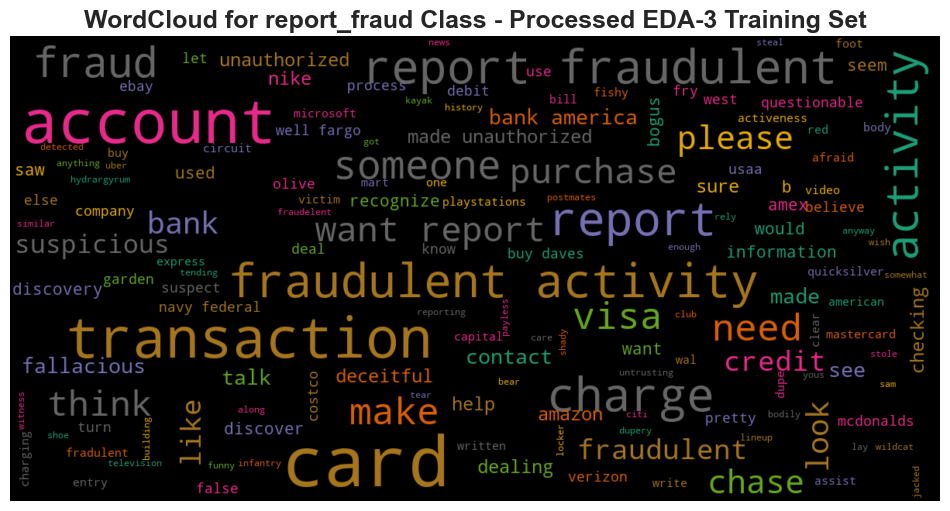 WordCloud for report_fraud Class - Processed EDA-3 Training Set
news
steal
foot
fraud
let
unauthorized
report fraudulent
seem
activity
ebay
nike
process
debit
use
fishy
fry
west
questionable
kayak
history
bill
account
microsoft
well fargo
bank america
bogus
activeness
red
body
made unauthorized
please
detected
anything
uber
buy
circuit
got
someone
purchase
usaa
afraid
saw
hydrargyrum
used
olive
mart
one
sure
b
video
else
company
victim
recognize
playstations
postmates
amex
believe
similar
bank
fraudelent
want report
report
rely
would
anyway
suspicious
deal
know
buy daves
enough
information
wish
express
tending
garden
suspect
quicksilver
somewhat
discovery
fraudulent activity
navy federal
made
american
checking
transaction
reporting
visa
club
need
clear
mastercard
payless
capital
care
shady
want
wal
credit
stole
fallacious
contact
see
talk
deceitful
untrusting
dupe
yous
sam
bear
witness
think
costco
tear
charge
pretty
bodily
look
mcdonalds
shoe
turn
like
along
make
help
amazon
citi
building
discover
dupery
lineup
charging
fradulent
written
locker
fraudulent
lay
wildcat
television
funny
infantry
card
dealing
verizon
chase
assist
jacked
entry
false
write